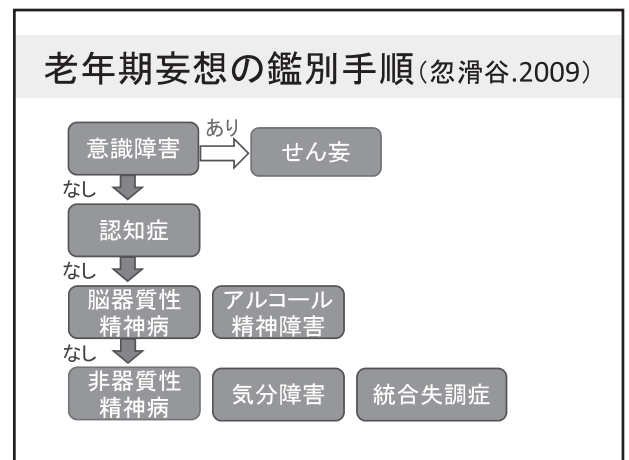 老年期妄想の鑑別手順(忽滑谷.2009)
意識障害
あり
せん妄
なし
認知症
なし
脳器質性
精神病
アルコール
精神障害
なし
非器質性
精神病
気分障害
統合失調症